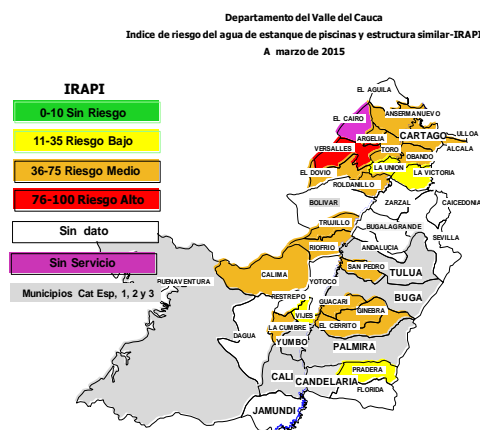 Departamento del Valle del Cauca
Indice de riesgo del agua de estanque de piscinas y estructura similar-IRAPI
A marzo de 2015
IRAPI
0-10 Sin Riesgo
11-35 Riesgo Bajo
36-75 Riesgo Medio
76-100 Riesgo Alto
Sin dato
Sin Servicio
Municipios Cat Esp, 1, 2 y 3
EL AGUILA
EL CAIRO
ANSERMANUEVO
ARGELIA
CARTAGO
ULLOA
VERSALLES
TORO
ALCALA
OBANDO
EL DOVIO
LA UNION
LA VICTORIA
ROLDANILLO
BOLIVAR
ZARZAL
CAICEDONIA
TRUJILLO
BUGALAGRANDE
SEVILLA
RIOFRIO
ANDALUCIA
CALIMA
SAN PEDRO
TULUA
BUENAVENTURA
YOTOCO
RESTREPO
GUACARI
BUGA
VIJES
GINEBRA
LA CUMBRE
EL CERRITO
DAGUA
YUMBO
PALMIRA
CALI
CANDELARIA
PRADERA
FLORIDA
JAMUNDI